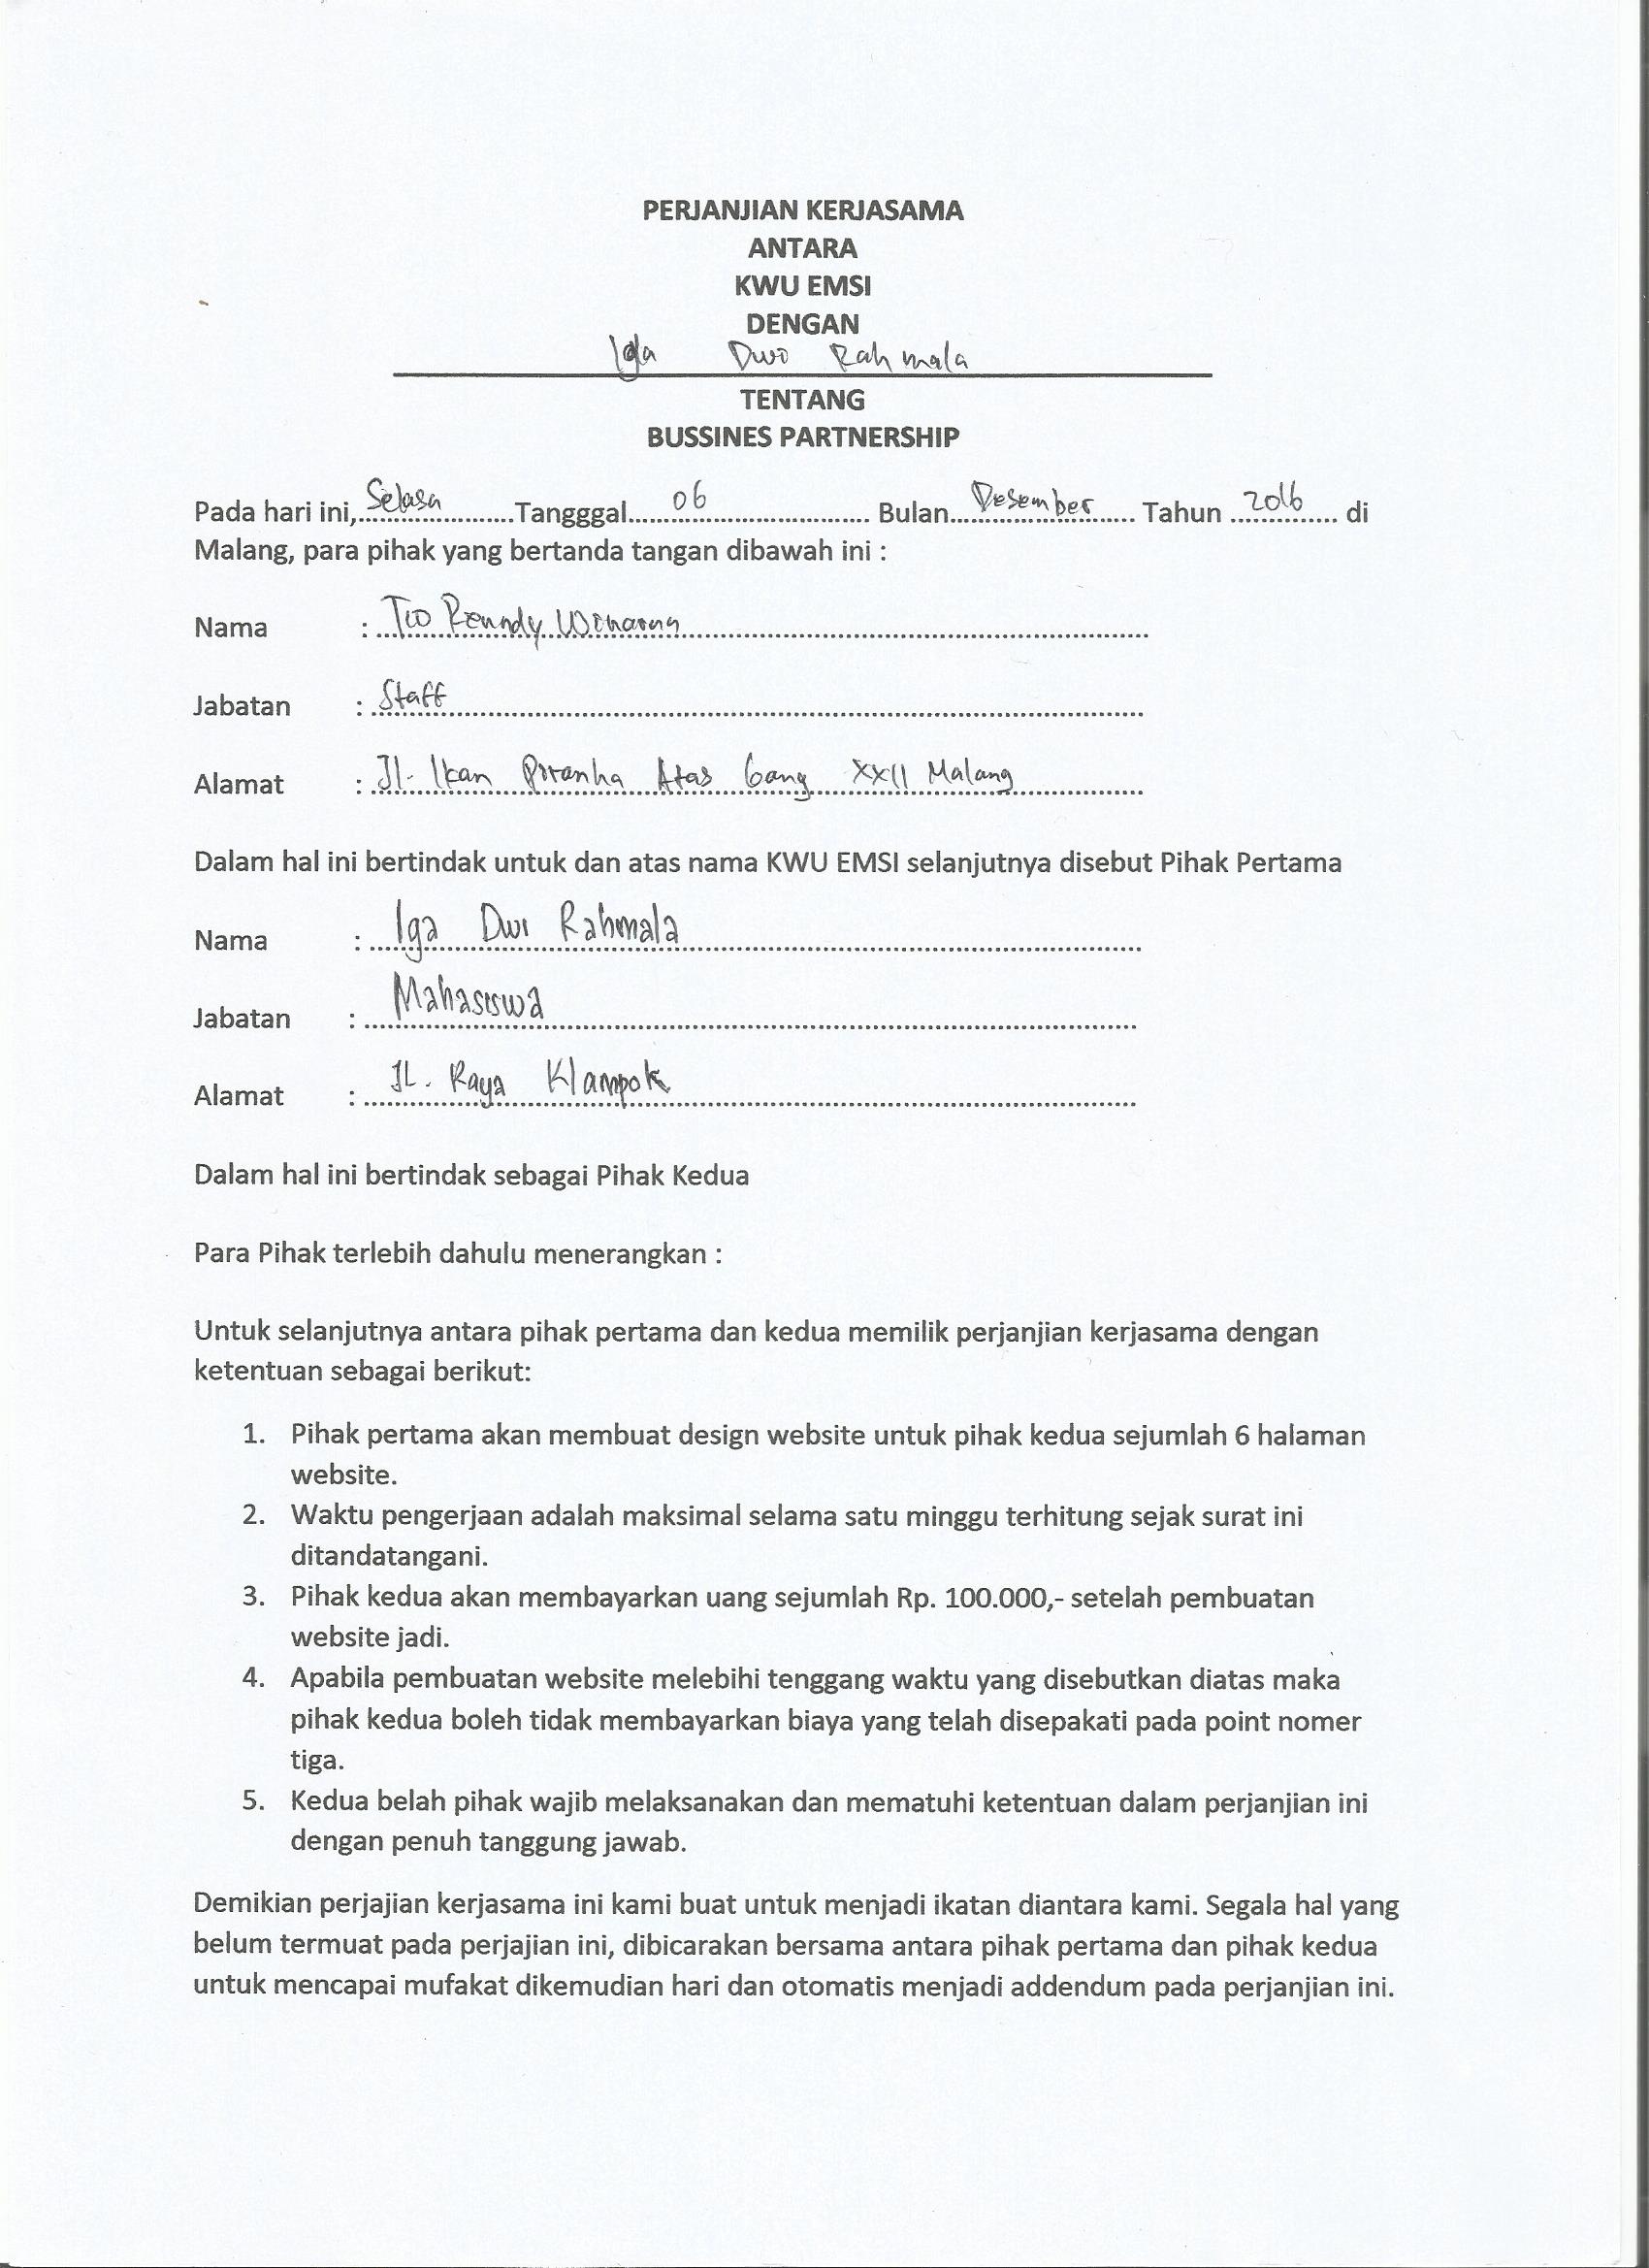 PERJANJIAN KERJASAMA
ANTARA
KWU EMSI
DENGAN
Iga Dwi Rahmala
TENTANG
BUSSINES PARTNERSHIP
Pada hari ini, Selasa Tangggal 06 Bulan Desember Tahun 2016 di
Malang, para pihak yang bertanda tangan dibawah ini :
Nama : Tio Renndy
Jabatan : Staff
Alamat : Jl. Ikan Piranha Atas Gang XXII Malang
Dalam hal ini bertindak untuk dan atas nama KWU EMSI selanjutnya disebut Pihak Pertama
Nama : Iga Dwi Rahmala
Jabatan : Mahasiswa
Alamat : JL. Raya Klampok
Dalam hal ini bertindak sebagai Pihak Kedua
Para Pihak terlebih dahulu menerangkan :
Untuk selanjutnya antara pihak pertama dan kedua memilik perjanjian kerjasama dengan
ketentuan sebagai berikut:
1. Pihak pertama akan membuat design website untuk pihak kedua sejumlah 6 halaman
website.
2. Waktu pengerjaan adalah maksimal selama satu minggu terhitung sejak surat ini
ditandatangani.
3. Pihak kedua akan membayarkan uang sejumlah Rp. 100.000,- setelah pembuatan
website jadi.
4. Apabila pembuatan website melebihi tenggang waktu yang disebutkan diatas maka
pihak kedua boleh tidak membayarkan biaya yang telah disepakati pada point nomer
tiga.
5. Kedua belah pihak wajib melaksanakan dan mematuhi ketentuan dalam perjanjian ini
dengan penuh tanggung jawab.
Demikian perjajian kerjasama ini kami buat untuk menjadi ikatan diantara kami. Segala hal yang
belum termuat pada perjajian ini, dibicarakan bersama antara pihak pertama dan pihak kedua
untuk mencapai mufakat dikemudian hari dan otomatis menjadi addendum pada perjanjian ini.